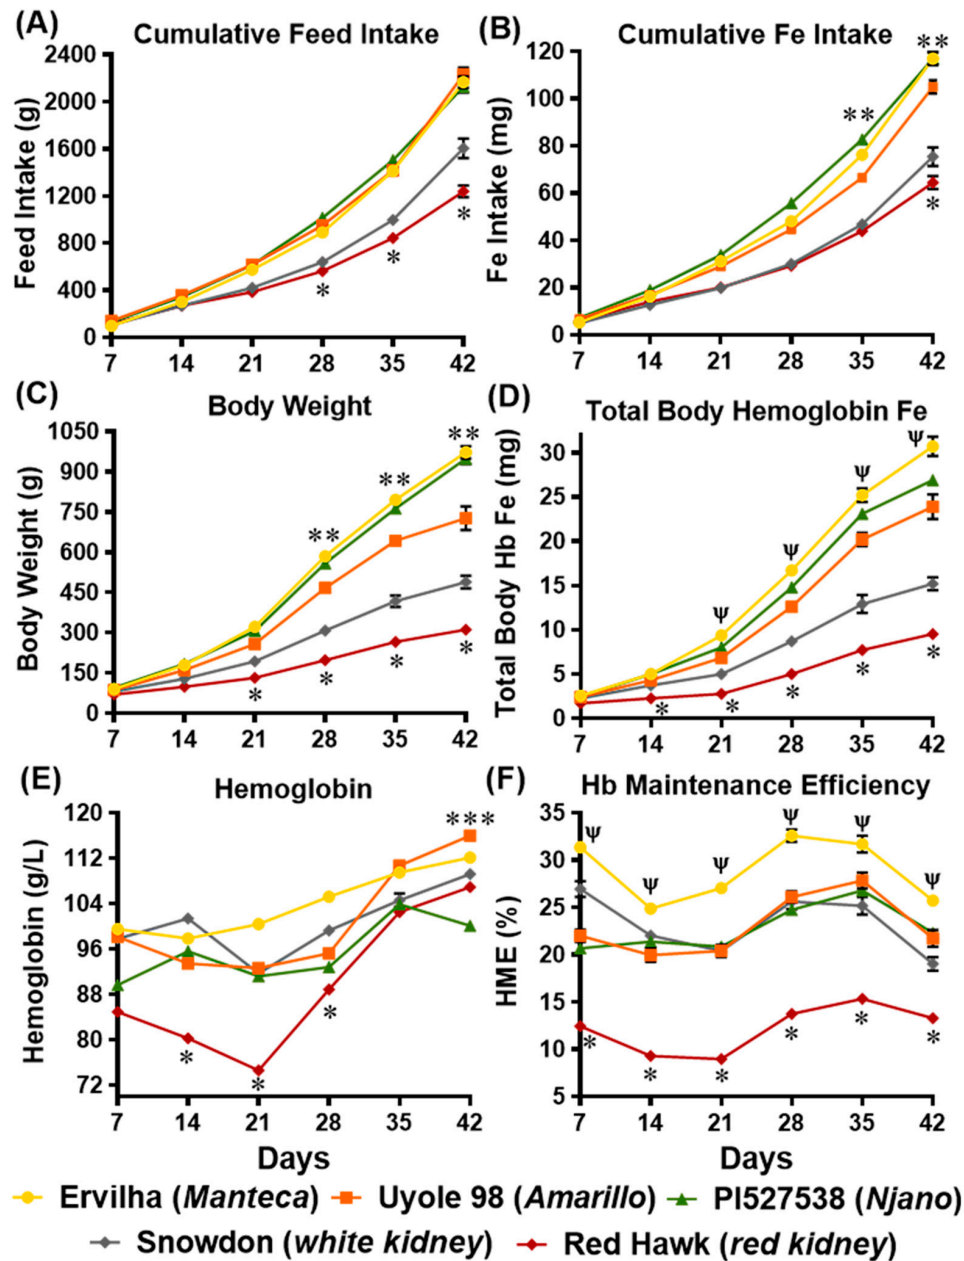 (A) Cumulative Feed Intake
Feed Intake (g)
2400
2000
1600
1200
800
400
0
7 14 21 28 35 42
* * *
(B) Cumulative Fe Intake
Fe Intake (mg)
120
100
80
60
40
20
0
7 14 21 28 35 42
** **
*
(C) Body Weight
Body Weight (g)
1050
900
750
600
450
300
150
0
7 14 21 28 35 42
** ** **
* * * *
(D) Total Body Hemoglobin Fe (mg)
Total Body Hb Fe (mg)
30
25
20
15
10
5
0
7 14 21 28 35 42
ψ ψ ψ ψ
* * * * *
(E) Hemoglobin
Hemoglobin (g/L)
120
112
104
96
88
80
72
7 14 21 28 35 42
***
* * *
Days
(F) Hb Maintenance Efficiency
HME (%)
35
30
25
20
15
10
5
7 14 21 28 35 42
ψ ψ ψ ψ ψ ψ
* * * * * *
Days
Ervilha (Manteca) Uyole 98 (Amarillo) PI527538 (Njano)
Snowdon (white kidney) Red Hawk (red kidney)